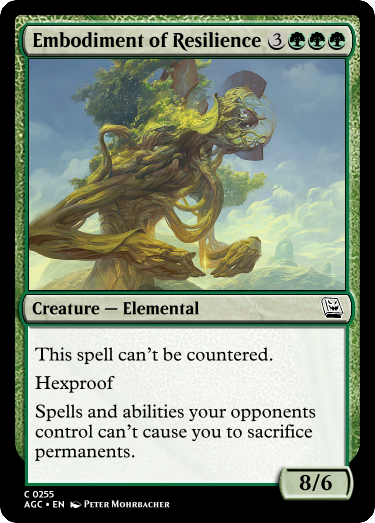 Embodiment of Resilience 3
Creature — Elemental
This spell can't be countered.
Hexproof
Spells and abilities your opponents
control can't cause you to sacrifice
permanents.
8/6
C 0255
AGC • EN Peter Mohrbacher